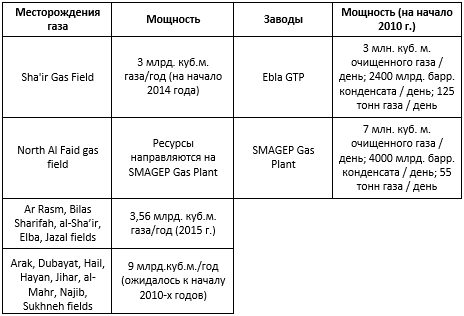 Месторождения
газа
Мощность
Заводы
Мощность (на начало
2010 г.)
Sha'ir Gas Field
3 млрд. куб.м.
газа/год (на начало
2014 года)
Ebla GTP
3 млн. куб. м.
очищенного газа /
день; 2400 млрд. барр.
конденсата / день; 125
тонн газа / день
North Al Faid gas
field
Ресурсы
направляются на
SMAGEP Gas Plant
SMAGEP Gas
Plant
7 млн. куб. м.
очищенного газа /
день; 4000 млрд. барр.
конденсата / день; 55
тонн газа / день
Ar Rasm, Bilas
Sharifah, al-Sha’ir,
Elba, Jazal fields
3,56 млрд. куб.м.
газа/год (2015 г.)
Arak, Dubayat, Hail,
Hayan, Jihar, al-
Mahr, Najib,
Sukhneh fields
9 млрд.куб.м./год
(ожидалось к началу
2010-х годов)